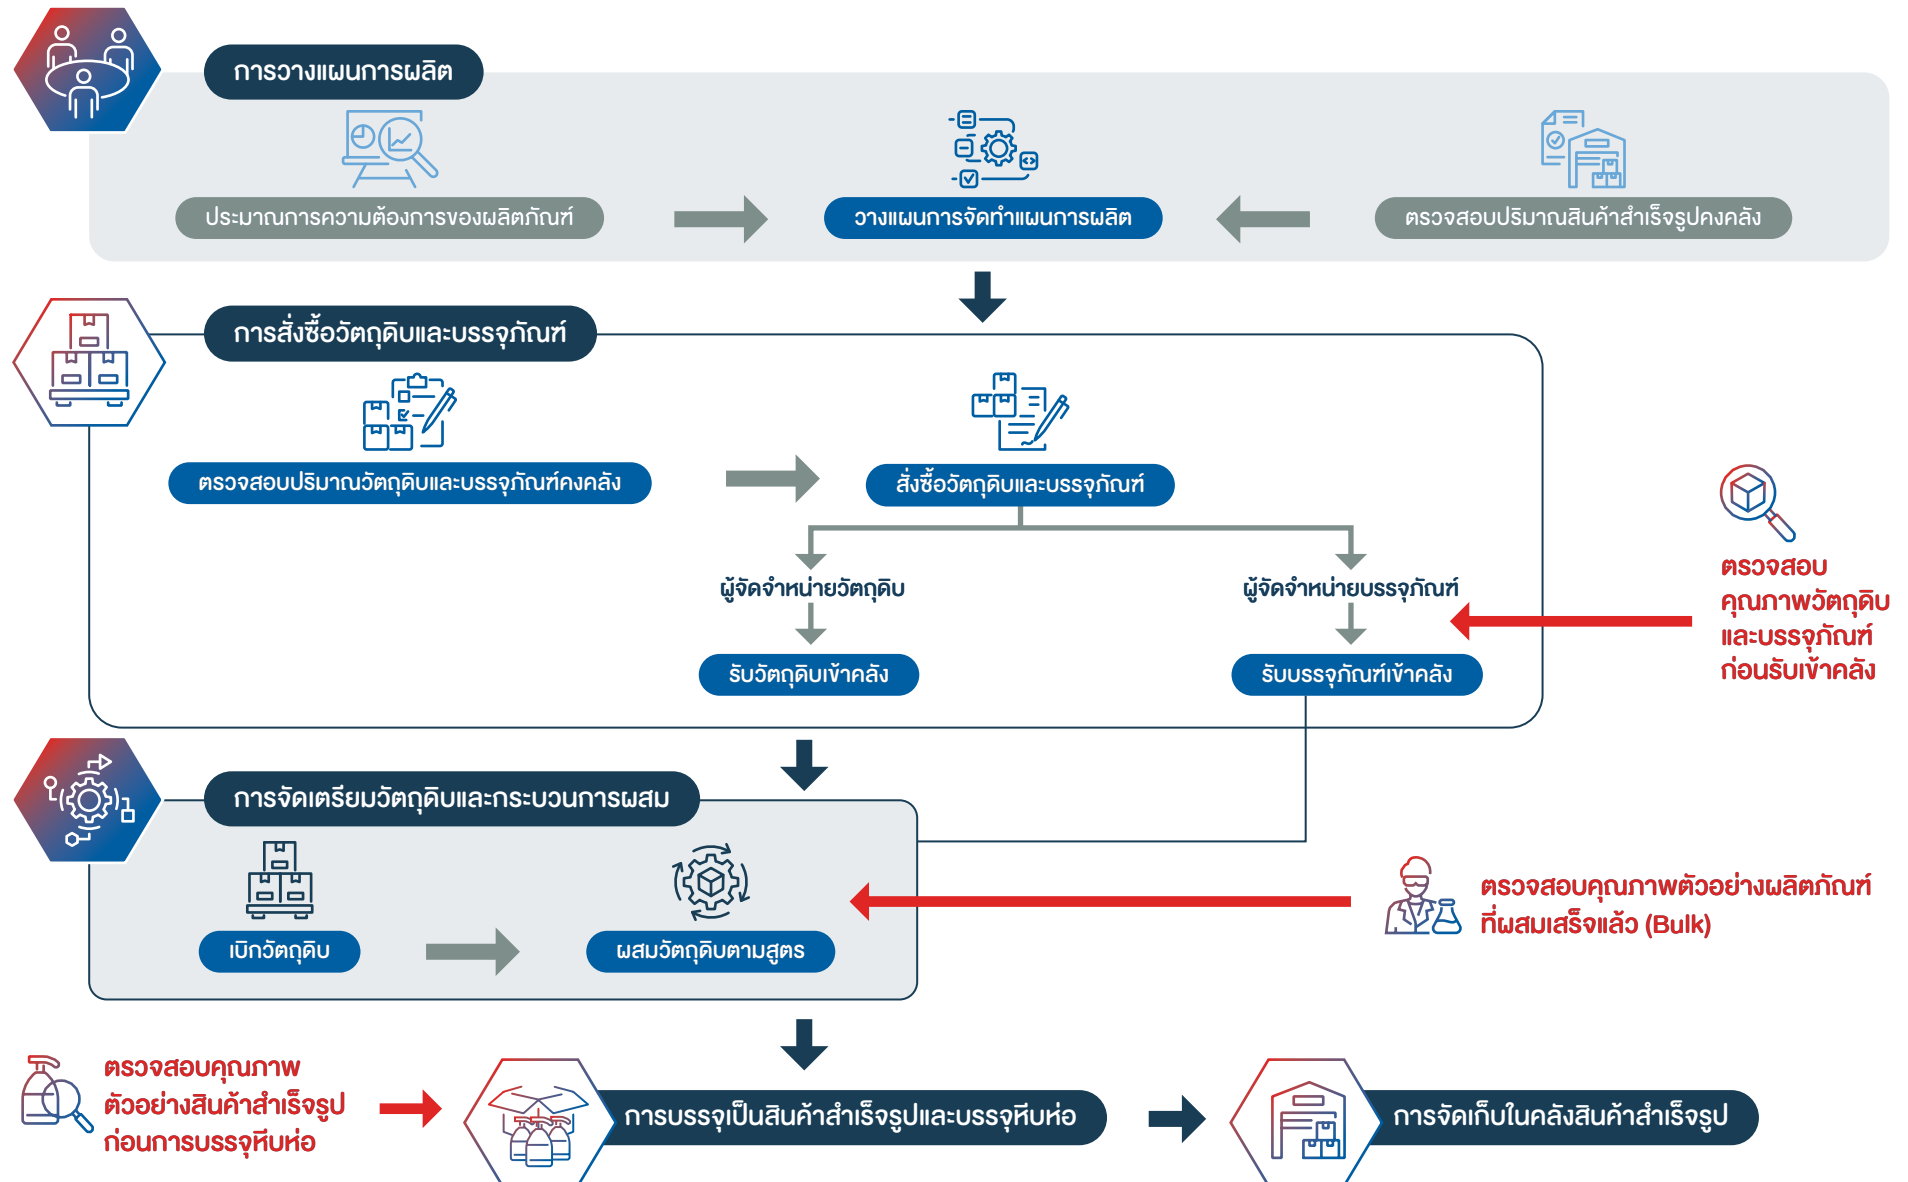 การวางแผนการผลิต
ประมาณการความต้องการของผลิตภัณฑ์
วางแผนการจัดทำแผนการผลิต
ตรวจสอบปริมาณสินค้าสำเร็จรูปคงคลัง
การสั่งซื้อวัตถุดิบและบรรจุภัณฑ์
ตรวจสอบปริมาณวัตถุดิบและบรรจุภัณฑ์คงคลัง
สั่งซื้อวัตถุดิบและบรรจุภัณฑ์
ผู้จัดจำหน่ายวัตถุดิบ
ผู้จัดจำหน่ายบรรจุภัณฑ์
รับวัตถุดิบเข้าคลัง
รับบรรจุภัณฑ์เข้าคลัง
ตรวจสอบ
คุณภาพวัตถุดิบ
และบรรจุภัณฑ์
ก่อนรับเข้าคลัง
การจัดเตรียมวัตถุดิบและกระบวนการผสม
เบิกวัตถุดิบ
ผสมวัตถุดิบตามสูตร
ตรวจสอบคุณภาพตัวอย่างผลิตภัณฑ์
ที่ผสมเสร็จแล้ว (Bulk)
ตรวจสอบคุณภาพ
ตัวอย่างสินค้าสำเร็จรูป
ก่อนการบรรจุหีบห่อ
การบรรจุเป็นสินค้าสำเร็จรูปและบรรจุหีบห่อ
การจัดเก็บในคลังสินค้าสำเร็จรูป